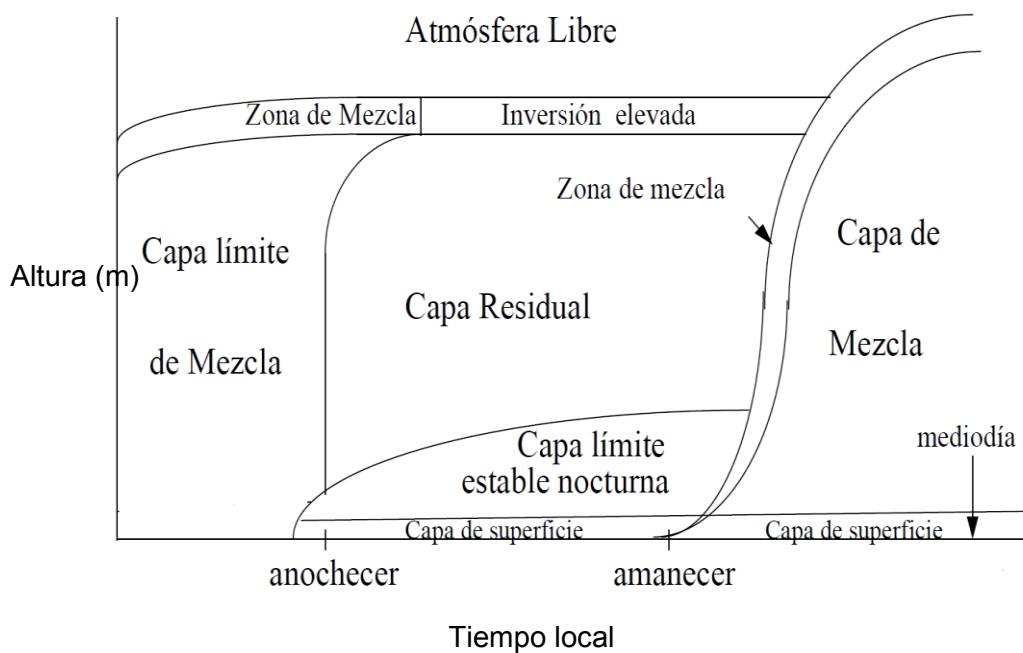 Atmósfera Libre
Zona de Mezcla
Inversión elevada
Zona de mezcla
Capa límite
Capa de
Altura (m)
Capa Residual
de Mezcla
Mezcla
Capa límite
estable nocturna
mediodía
Capa de superficie
Capa de superficie
anochecer
amanecer
Tiempo local